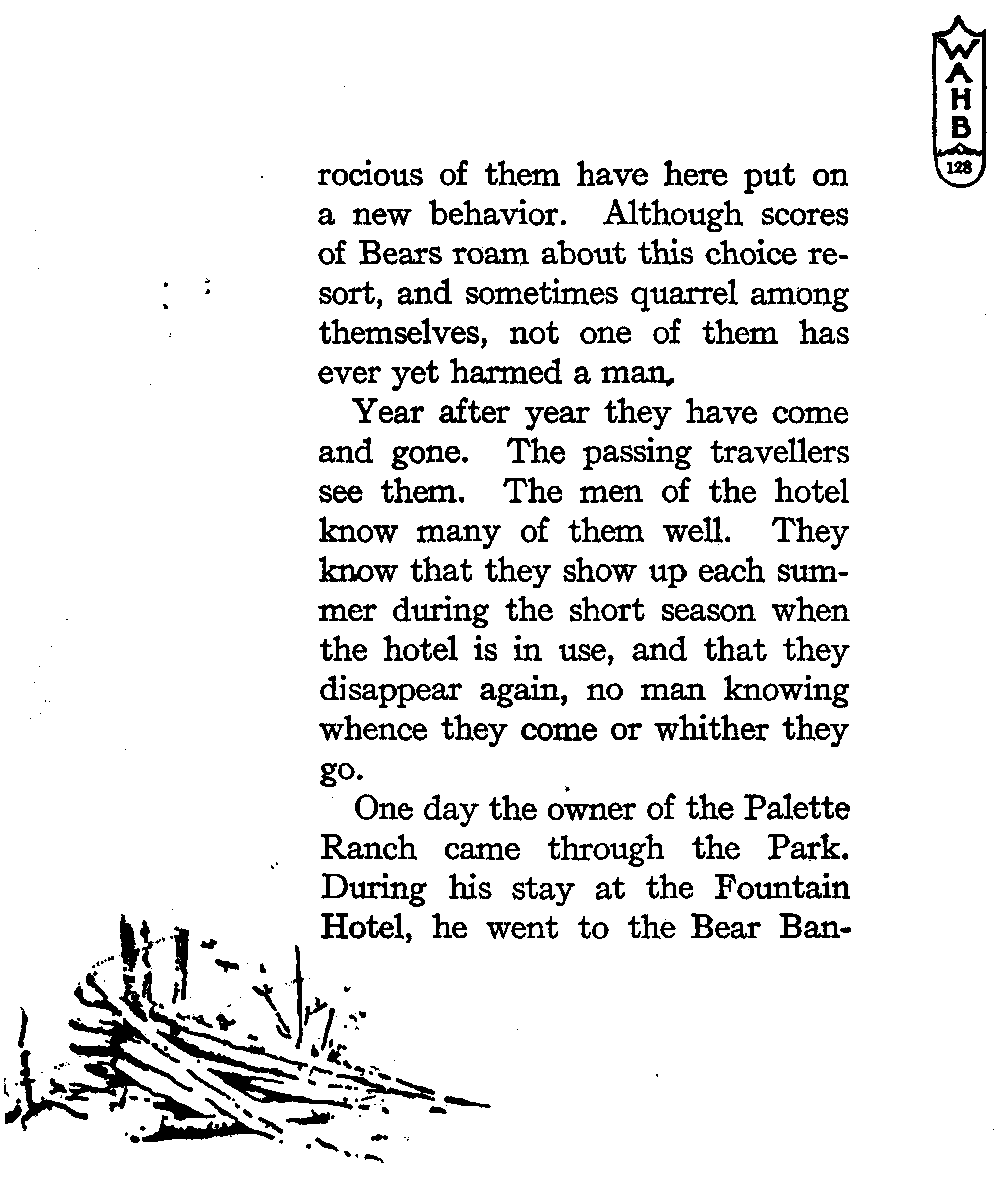 W
A
H
B
128
rocious of them have here put on
a new behavior. Although scores
of Bears roam about this choice re-
sort, and sometimes quarrel among
themselves, not one of them has
ever yet harmed a man.
Year after year they have come
and gone. The passing travellers
see them. The men of the hotel
know many of them well. They
know that they show up each sum-
mer during the short season when
the hotel is in use, and that they
disappear again, no man knowing
whence they come or whither they
go.
One day the owner of the Palette
Ranch came through the Park.
During his stay at the Fountain
Hotel, he went to the Bear Ban-